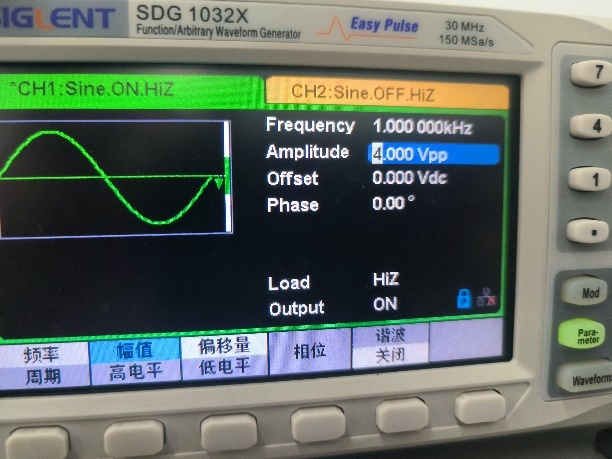 SIGLENT
SDG 1032X
Function/Arbitrary Waveform Generator
Easy Pulse
30 MHz
150 MSa/s
*CH1:Sine.ON.HiZ
CH2:Sine.OFF.HiZ
Frequency 1.000 000kHz
Amplitude 4.000 Vpp
Offset 0.000 Vdc
Phase 0.00 °
Load HiZ
Output ON
频率 幅值 偏移量 相位 谐波
周期 高电平 低电平 关闭
7
4
1
Mod
Para-
meter
Waveforms